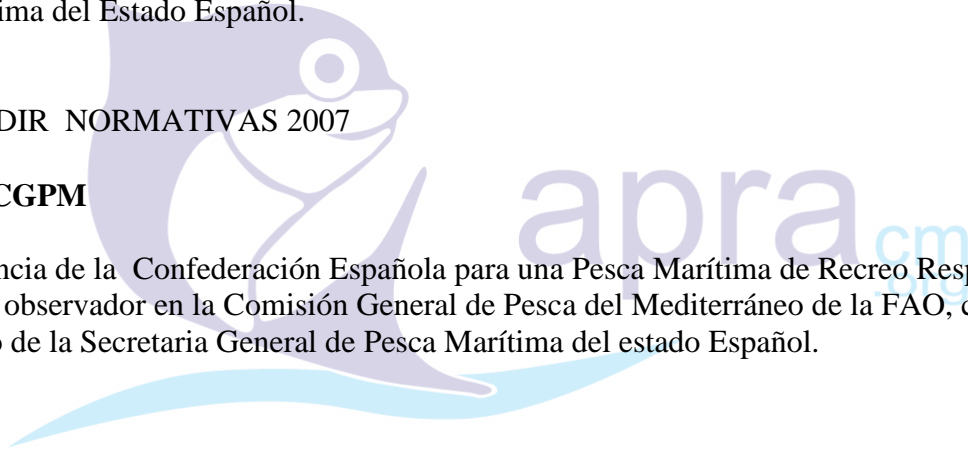 ima del Estado Español.
DIR NORMATIVAS 2007
CGPM
ncia de la Confederación Española para una Pesca Marítima de Recreo Resp
observador en la Comisión General de Pesca del Mediterráneo de la FAO,
o de la Secretaria General de Pesca Marítima del estado Español.
apra
cm
.org